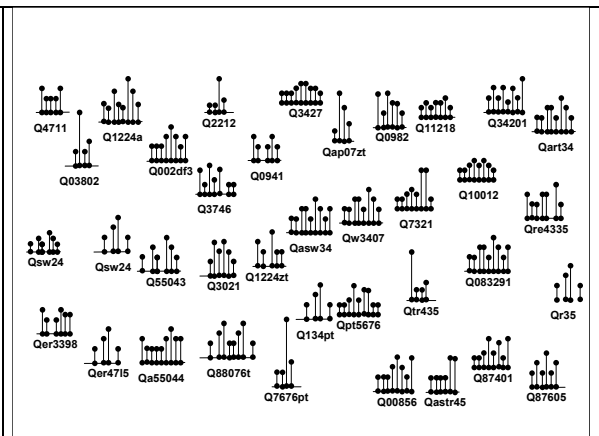 Q4711
Q1224a
Q2212
Q3427
Q0982
Q11218
Q34201
Qart34
Q03802
Q002df3
Q0941
Qap07zt
Q3746
Q10012
Q7321
Qre4335
Qasw34
Qw3407
Qsw24
Qsw24
Q55043
Q3021
Q1224zt
Q083291
Qtr435
Qr35
Qer3398
Q134pt
Qpt5676
Qer47l5
Qa55044
Q88076t
Q7676pt
Q00856
Qastr45
Q87401
Q87605